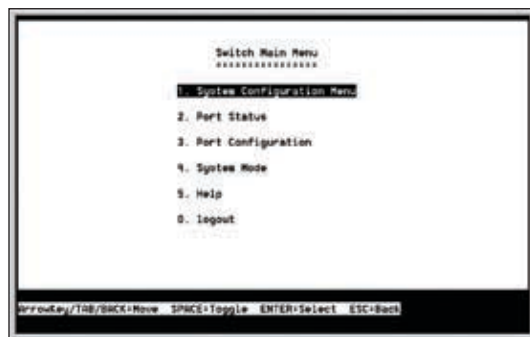 Switch Main Menu
****************
1. System Configuration Menu
2. Port Status
3. Port Configuration
4. System Mode
5. Help
0. logout
ArrowKey/TAB/BACK=Move SPACE=Toggle ENTER=Select ESC=Back